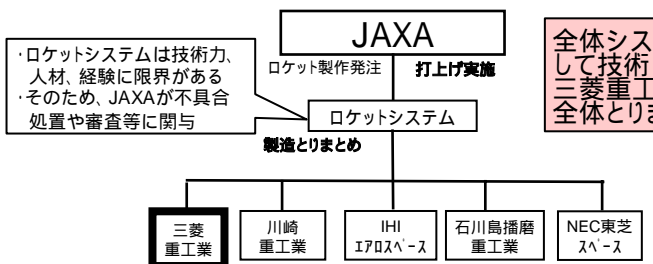 JAXA
・ロケットシステムは技術力、
人材、経験に限界がある
・そのため、JAXAが不具合
処置や審査等に関与
ロケット製作発注
打上げ実施
ロケットシステム
製造とりまとめ
全体シス
して技術
三菱重工
全体とりま
三菱
重工業
川崎
重工業
IHI
エアロスペース
石川島播磨
重工業
NEC東芝
スペース